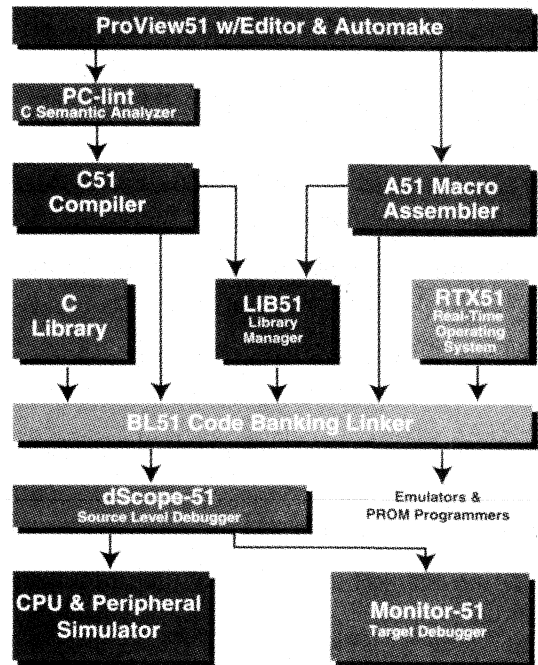 ProView51 w/Editor & Automake
PC-lint
C Semantic Analyzer
C51
Compiler
A51 Macro
Assembler
C
Library
LIB51
Library
Manager
RTX51
Real-Time
Operating
System
BL51 Code Banking Linker
dScope-51
Source Level Debugger
Emulators &
PROM Programmers
CPU & Peripheral
Simulator
Monitor-51
Target Debugger